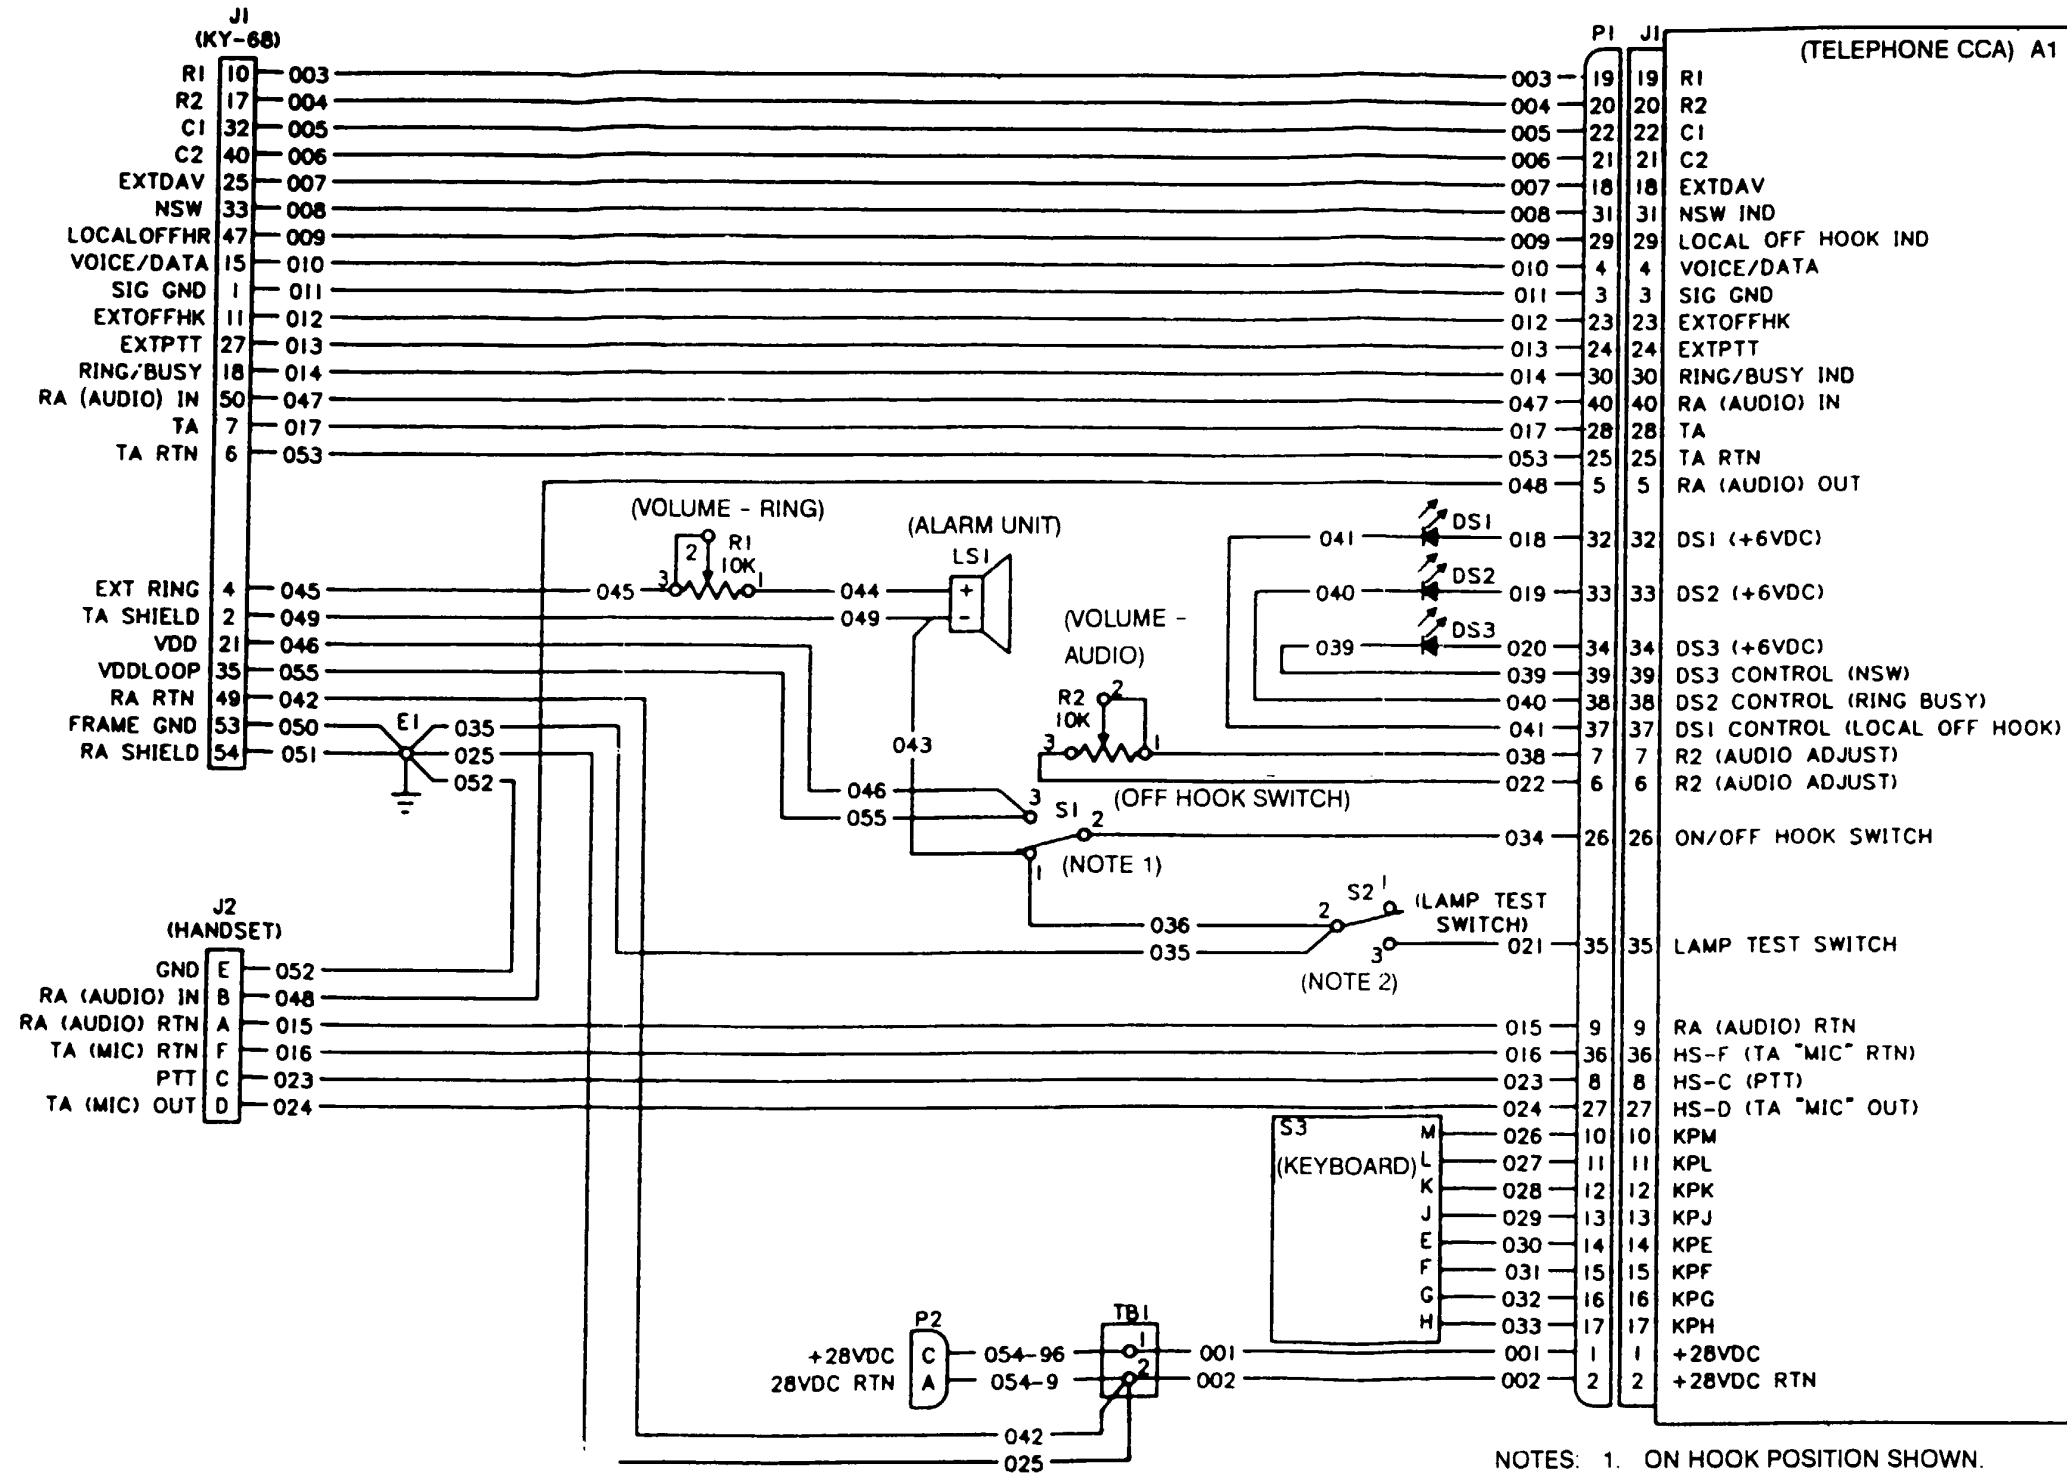 J1
(KY-68)
P1 J1
(TELEPHONE CCA) A1
R1 10 003 003 19 19 R1
R2 17 004 004 20 20 R2
C1 32 005 005 22 22 C1
C2 40 006 006 21 21 C2
EXTDAV 25 007 007 18 18 EXTDAV
NSW 33 008 008 31 31 NSW IND
LOCALOFFHR 47 009 009 29 29 LOCAL OFF HOOK IND
VOICE/DATA 15 010 010 4 4 VOICE/DATA
SIG GND 1 011 011 3 3 SIG GND
EXTOFFHK 11 012 012 23 23 EXTOFFHK
EXTPTT 27 013 013 24 24 EXTPTT
RING/BUSY 18 014 014 30 30 RING/BUSY IND
RA (AUDIO) IN 50 047 047 40 40 RA (AUDIO) IN
TA 7 017 017 28 28 TA
TA RTN 6 053 053 25 25 TA RTN
048 5 5 RA (AUDIO) OUT
(VOLUME - RING)
(ALARM UNIT)
DS1
2 R1 LS1
041 018 32 32 DS1 (+6VDC)
10K
DS2
EXT RING 4 045 045 3 1 044 + 040 019 33 33 DS2 (+6VDC)
TA SHIELD 2 049 049 -
(VOLUME -
AUDIO)
DS3
VDD 21 046 039 020 34 34 DS3 (+6VDC)
VDDLOOP 35 055 039 39 39 DS3 CONTROL (NSW)
RA RTN 49 042 R2 2 040 38 38 DS2 CONTROL (RING BUSY)
10K
FRAME GND 53 050 E1 035 041 37 37 DS1 CONTROL (LOCAL OFF HOOK)
RA SHIELD 54 051 025 043 3 1 038 7 7 R2 (AUDIO ADJUST)
052 022 6 6 R2 (AUDIO ADJUST)
046 3 (OFF HOOK SWITCH)
055 S1 2
034 26 26 ON/OFF HOOK SWITCH
1 (NOTE 1)
J2
(HANDSET)
S2 1 (LAMP TEST
SWITCH)
036 2
035 3 021 35 35 LAMP TEST SWITCH
(NOTE 2)
GND E 052
RA (AUDIO) IN B 048
RA (AUDIO) RTN A 015 015 9 9 RA (AUDIO) RTN
TA (MIC) RTN F 016 016 36 36 HS-F (TA "MIC" RTN)
PTT C 023 023 8 8 HS-C (PTT)
TA (MIC) OUT D 024 024 27 27 HS-D (TA "MIC" OUT)
S3 M 026 10 10 KPM
(KEYBOARD) L 027 11 11 KPL
K 028 12 12 KPK
J 029 13 13 KPJ
E 030 14 14 KPE
F 031 15 15 KPF
G 032 16 16 KPG
H 033 17 17 KPH
P2 TB1
+28VDC C 054-96 1 001 001 1 1 +28VDC
28VDC RTN A 054-9 2 002 002 2 2 +28VDC RTN
042
025
NOTES: 1. ON HOOK POSITION SHOWN.